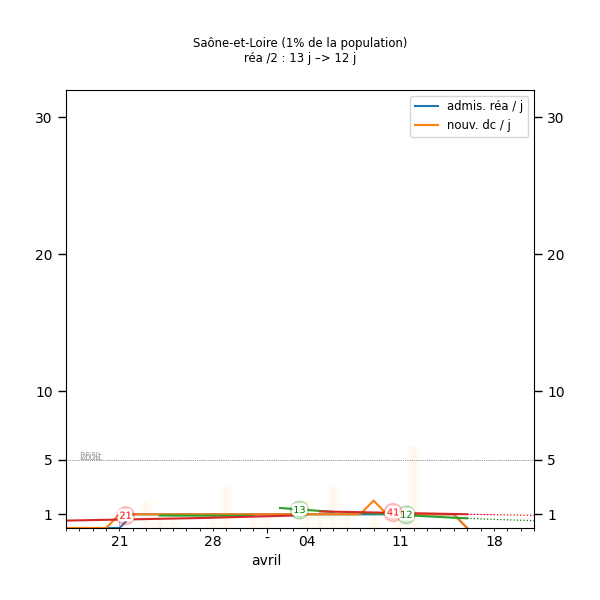 Saône-et-Loire (1% de la population)
réa /2 : 13 j –> 12 j
admis. réa / j
nouv. dc / j
30 30
20 20
10 10
5 5
1 1
21 13 41 12
21 28 - 04 11 18
avril